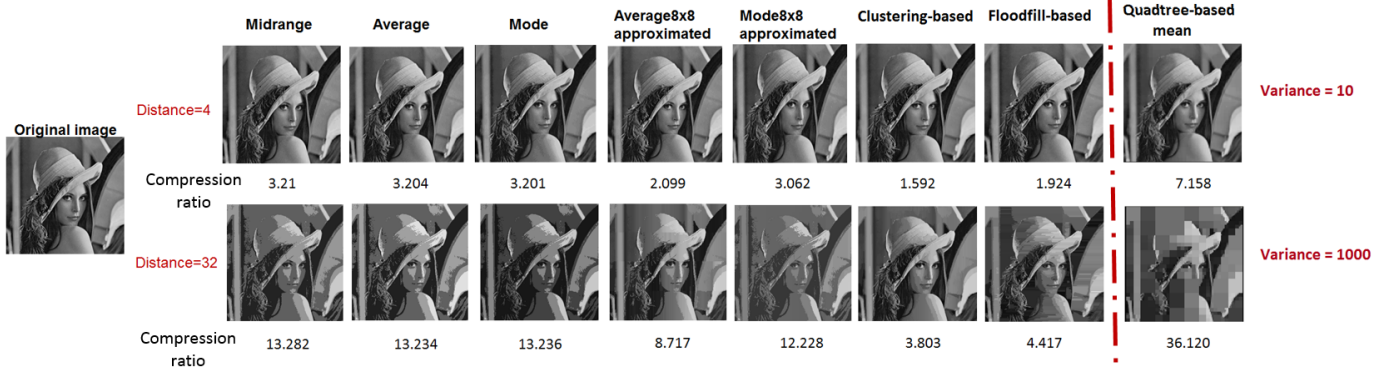 Midrange
Average
Mode
Average8x8
approximated
Mode8x8
approximated
Clustering-based
Floodfill-based
Quadtree-based
mean
Distance=4
Variance = 10
Original image
Compression
ratio
3.21
3.204
3.201
2.099
3.062
1.592
1.924
7.158
Distance=32
Variance = 1000
Compression
ratio
13.282
13.234
13.236
8.717
12.228
3.803
4.417
36.120